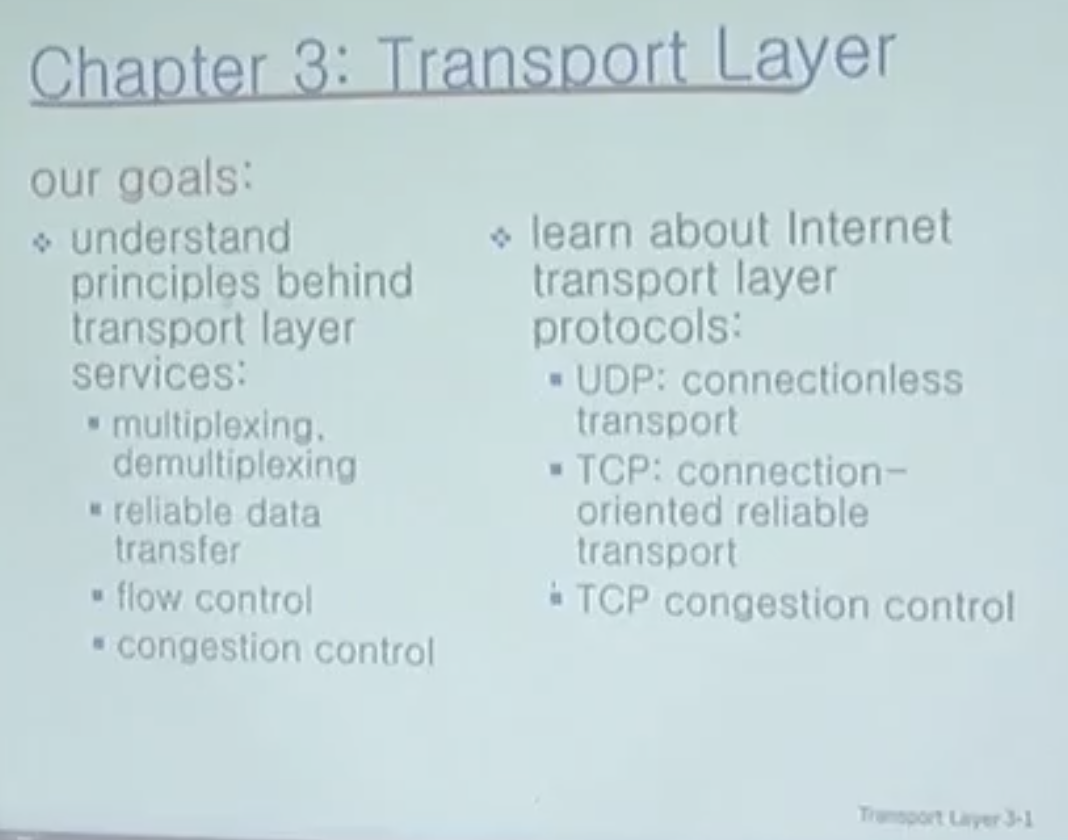 Chapter 3: Transport Layer
our goals:
❖ understand
principles behind
transport layer
services:
▪ multiplexing,
demultiplexing
▪ reliable data
transfer
▪ flow control
▪ congestion control
❖ learn about Internet
transport layer
protocols:
▪ UDP: connectionless
transport
▪ TCP: connection-
oriented reliable
transport
▪ TCP congestion control
Transport Layer 3-1